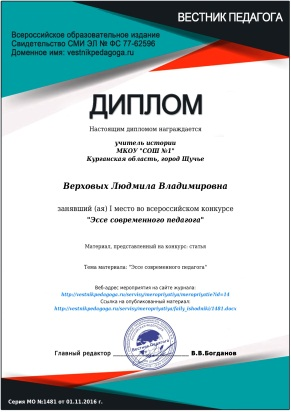 ВЕСТНИК ПЕДАГОГА
Всероссийское образовательное издание
Свидетельство СМИ ЭЛ № ФС 77-62596
Доменное имя: vestnikpedagoga.ru
ДИПЛОМ
Настоящим дипломом награждается
учитель истории
МКОУ "СОШ №1"
Курганская область, город Щучье
Верховых Людмила Владимировна
занявший (ая) I место во всероссийском конкурсе
"Эссе современного педагога"
Материал, представленный на конкурс: статья
Тема материала: "Эссе современного педагога"
Веб-адрес мероприятия на сайте журнала:
http://vestnikpedagoga.ru/servisy/meropriyatiya/meropriyatie?id=14
Ссылка на опубликованный материал:
http://vestnikpedagoga.ru/servisy/meropriyatiya/faily_ishodniki/1481.docx
Вестник Педагога
Главный редактор В.В.Богданов
Серия МО №1481 от 01.11.2016 г.